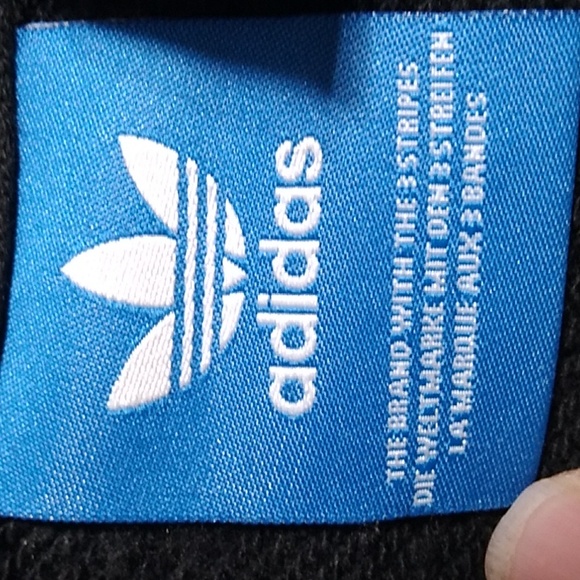 adidas
THE BRAND WITH THE 3 STRIPES
DIE WELTMARKE MIT DEN 3 STREIFEN
LA MARQUE AUX 3 BANDES